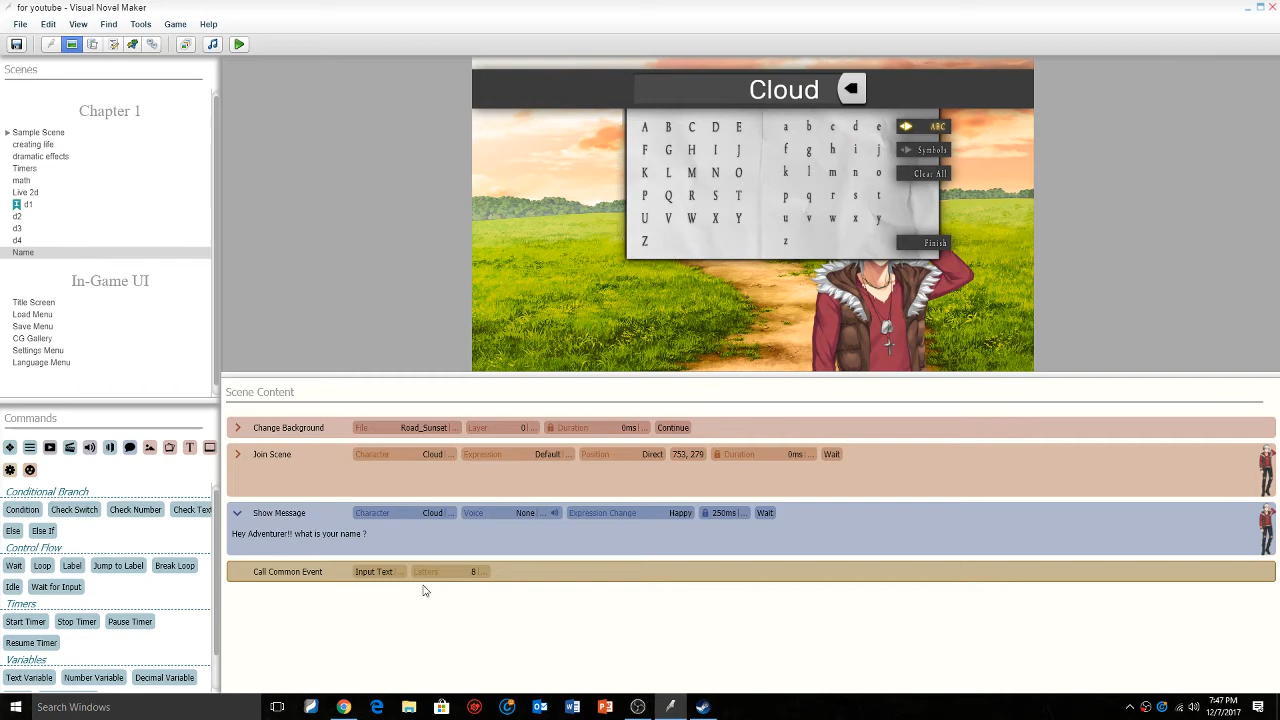 for youtube - Visual Novel Maker
File Edit View Find Tools Game Help
Scenes
Chapter 1
Sample Scene
creating life
dramatic effects
Timers
math
Live 2d
d1
d2
d3
d4
Name
In-Game UI
Title Screen
Load Menu
Save Menu
CG Gallery
Settings Menu
Language Menu
Cloud
A B C D E a b c d e ABC
F G H I J f g h i j Symbols
K L M N O k l m n o Clear All
P Q R S T p q r s t
U V W X Y u v w x y
Z z Finish
Commands
Conditional Branch
Condition Check Switch Check Number Check Text
Else Else If
Control Flow
Wait Loop Label Jump to Label Break Loop
Idle Wait for Input
Timers
Start Timer Stop Timer Pause Timer
Resume Timer
Variables
Text Variable Number Variable Decimal Variable
Scene Content
Change Background File Road_Sunset... Layer 0... Duration 0ms... Continue
Join Scene Character Cloud... Expression Default... Position Direct 753, 279 Duration 0ms... Wait
Show Message Character Cloud... Voice None... Expression Change Happy 250ms... Wait
Hey Adventurer!! what is your name ?
Call Common Event Input Text... Letters 8...
Search Windows
7:47 PM
12/7/2017